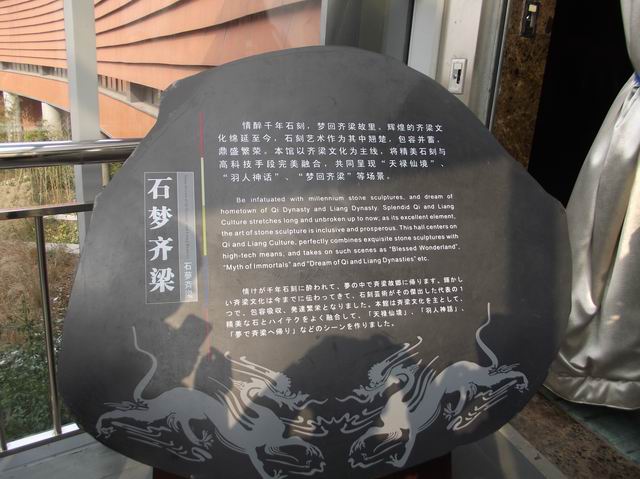 情醉千年石刻，梦回齐梁故里。辉煌的齐梁文
化绵延至今，石刻艺术作为其中翘楚，包容并蓄，
鼎盛繁荣。本馆以齐梁文化为主线，将精美石刻与
高科技手段完美融合，共同呈现“天禄仙境”、
“羽人神话”、“梦回齐梁”等场景。
石梦齐梁
石夢斉梁
Be infatuated with millennium stone sculptures, and dream of
hometown of Qi Dynasty and Liang Dynasty. Splendid Qi and Liang
Culture stretches long and unbroken up to now; as its excellent element,
the art of stone sculpture is inclusive and prosperous. This hall centers on
Qi and Liang Culture, perfectly combines exquisite stone sculptures with
high-tech means, and takes on such scenes as "Blessed Wonderland",
"Myth of Immortals" and "Dream of Qi and Liang Dynasties" etc.
情けが千年石刻に酔われて、夢の中で斉梁故郷に帰ります。輝かし
い斉梁文化は今までに伝わってきて、石刻芸術がその傑出した代表の1
つで、包容吸収、発達繁栄となりました。本館は斉梁文化を主として、
精美な石とハイテクをよく融合して、「天禄仙境」、「羽人神話」、
「夢で斉梁へ帰り」などのシーンを作りました。